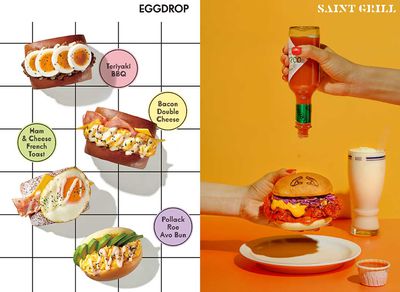 EGGDROP
Teriyaki
BBQ
Bacon
Double
Cheese
Ham
& Cheese
French
Toast
Pollack
Roe
Avo Bun
SAINT GRILL